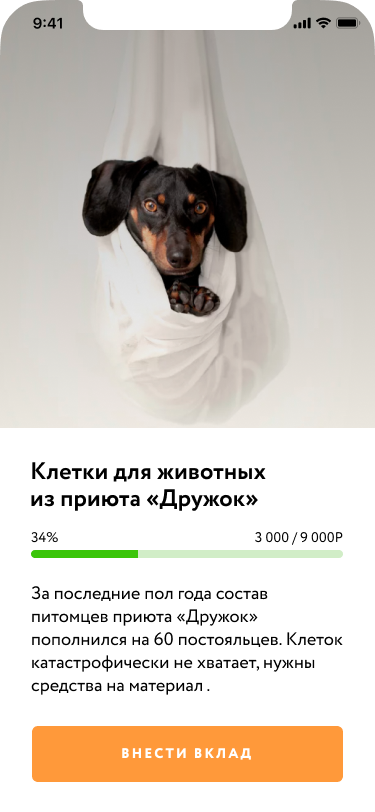 9:41
Клетки для животных
из приюта «Дружок»
34% 3 000 / 9 000Р
За последние пол года состав
питомцев приюта «Дружок»
пополнился на 60 постояльцев. Клеток
катастрофически не хватает, нужны
средства на материал .
ВНЕСТИ ВКЛАД